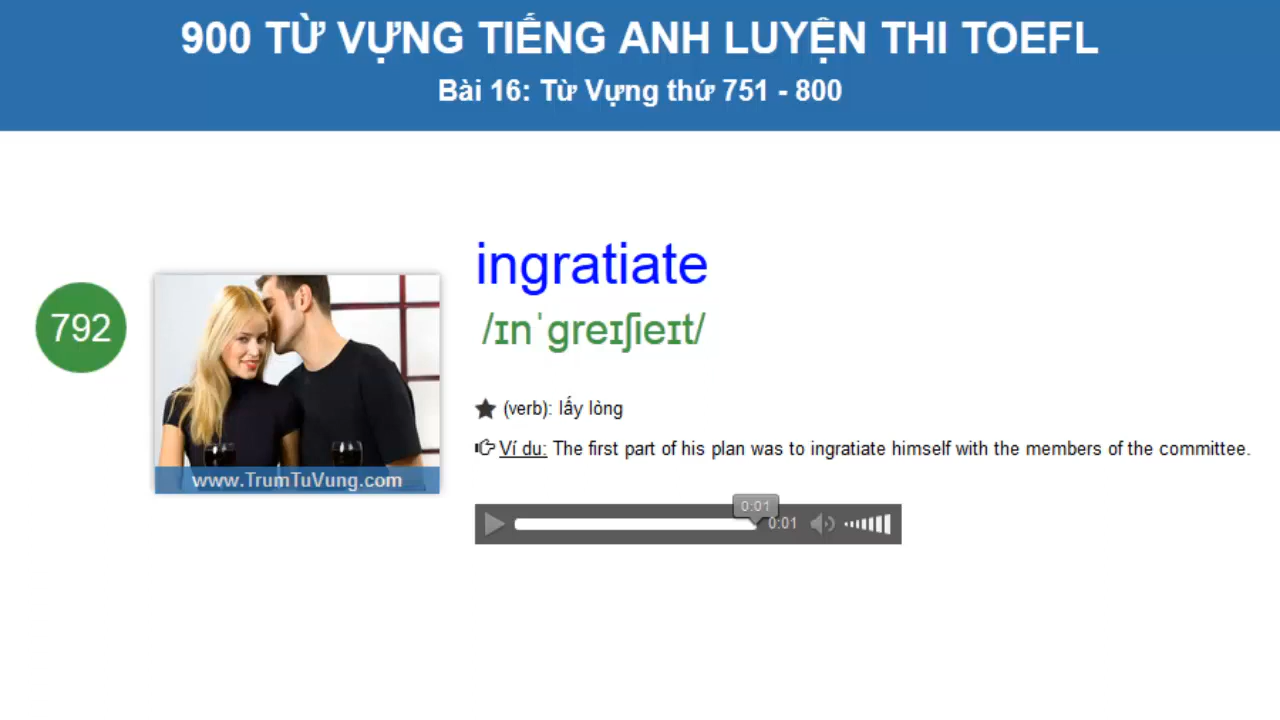 900 TỪ VỰNG TIẾNG ANH LUYỆN THI TOEFL
Bài 16: Từ Vựng thứ 751 - 800
792
www.TrumTuVung.com
ingratiate
/ɪnˈɡreɪʃieɪt/
(verb): lấy lòng
Ví du: The first part of his plan was to ingratiate himself with the members of the committee.
0:01
0:01